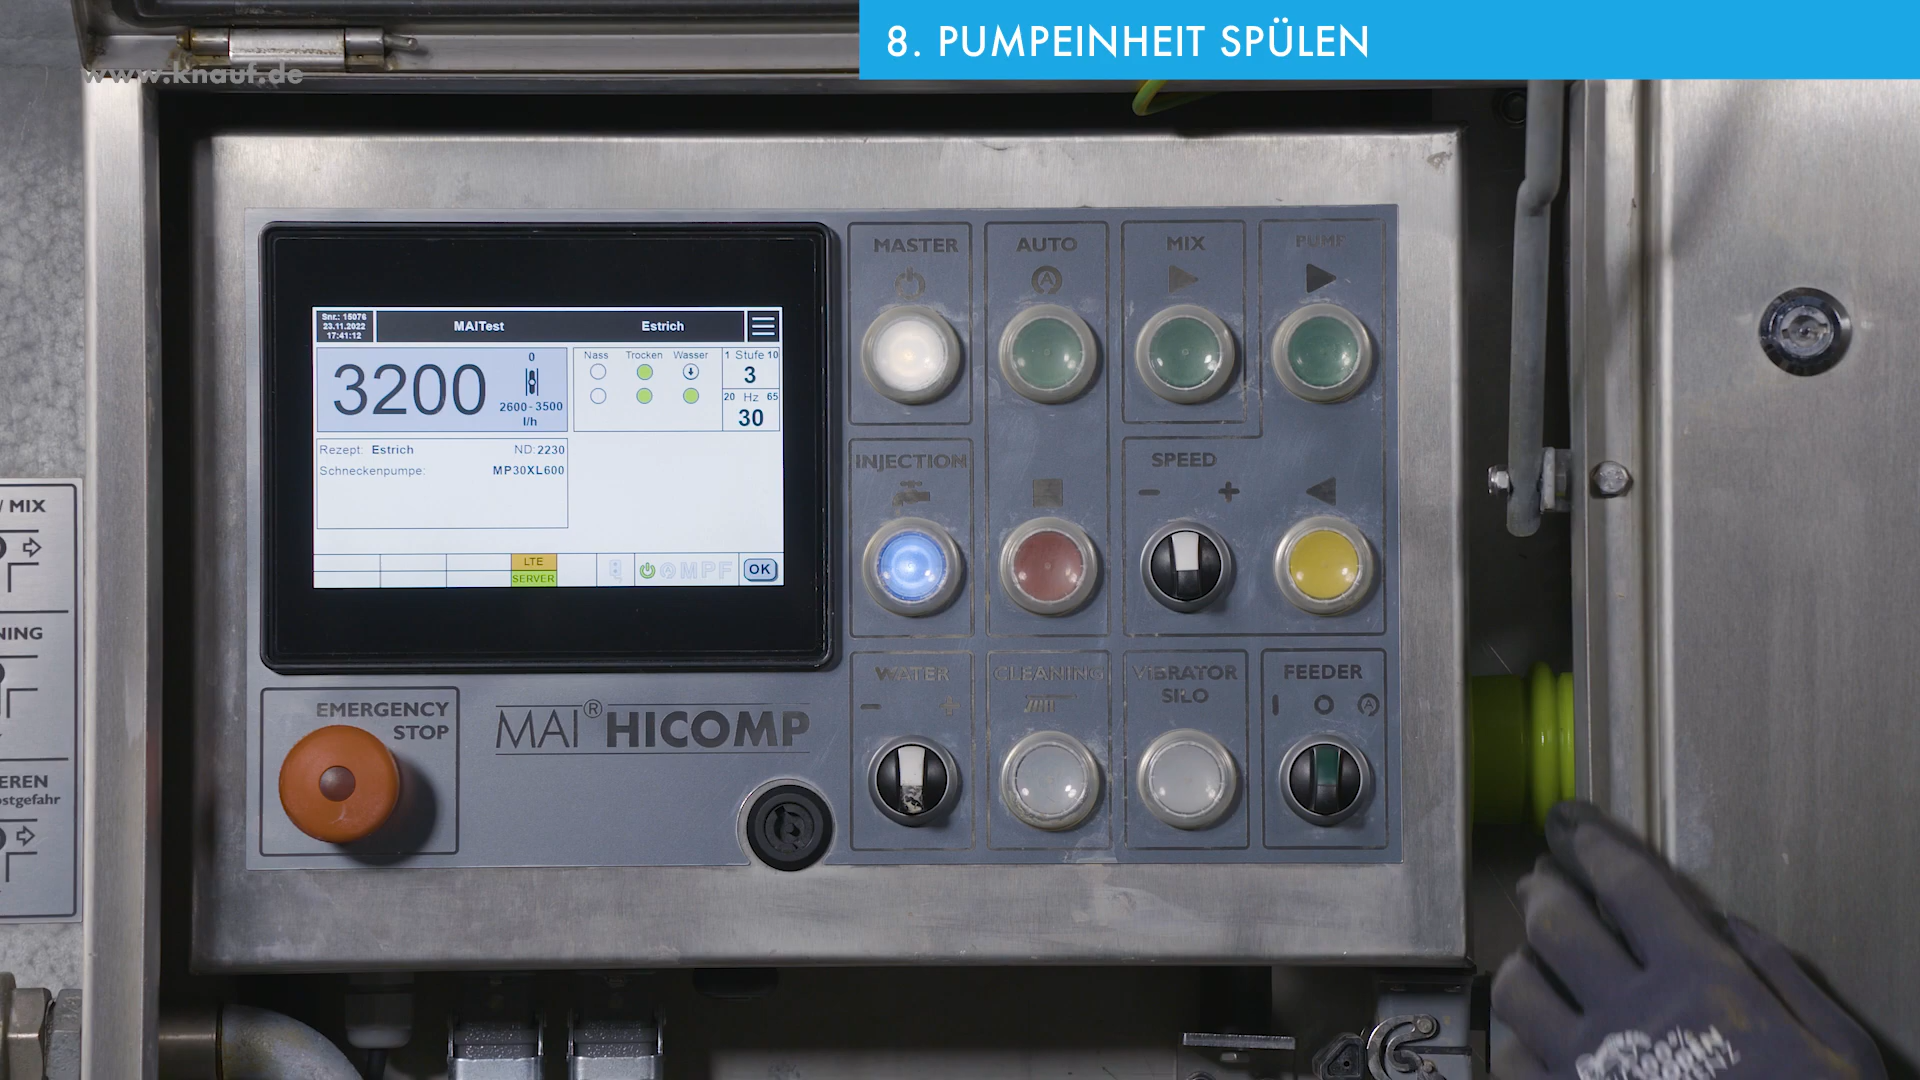 8. PUMPEINHEIT SPÜLEN
www.knauf.de
Snr.: 15076
23.11.2022
17:41:12
MAITest
Estrich
3200
0
2600-3500
l/h
Nass Trocken Wasser
1 Stufe 10
3
20 Hz 65
30
Rezept: Estrich
ND:2230
Schneckenpumpe:
MP30XL600
LTE
SERVER
A M P F
OK
MASTER
AUTO
A
MIX
PUMP
INJECTION
SPEED
- +
WATER
- +
CLEANING
VIBRATOR
SILO
FEEDER
I O A
EMERGENCY
STOP
MAI® HICOMP
/ MIX
NING
EREN
ostgefahr